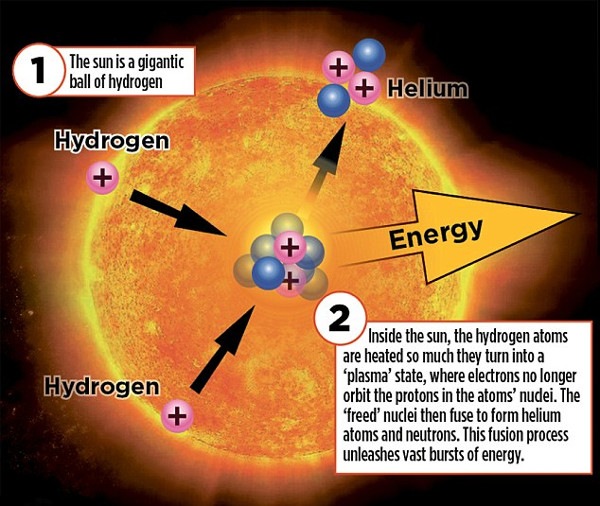 1
The sun is a gigantic
ball of hydrogen
+
+
Helium
Hydrogen
+
+
Energy
+
2
Inside the sun, the hydrogen atoms
are heated so much they turn into a
‘plasma’ state, where electrons no longer
orbit the protons in the atoms’ nuclei. The
‘freed’ nuclei then fuse to form helium
atoms and neutrons. This fusion process
unleashes vast bursts of energy.
Hydrogen
+